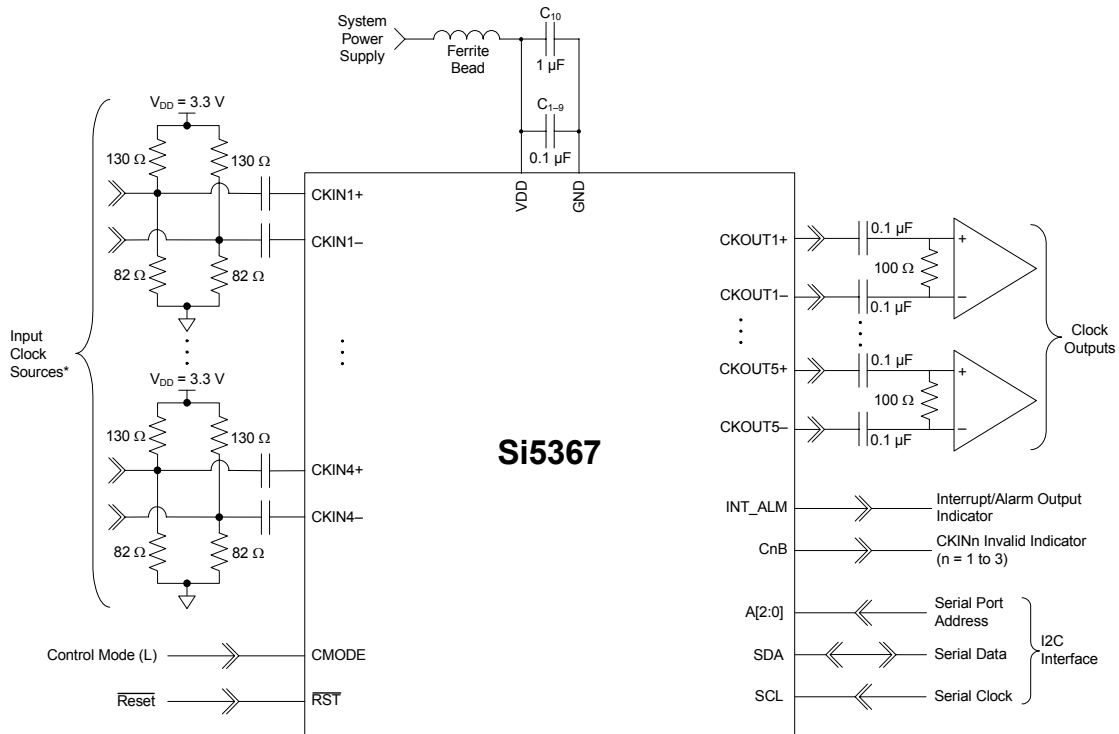 System
Power
Supply
Ferrite
Bead
C10
1 µF
C1–9
0.1 µF
VDD
GND
VDD = 3.3 V
130 Ω
130 Ω
CKIN1+
CKIN1–
82 Ω
82 Ω
Input
Clock
Sources*
VDD = 3.3 V
130 Ω
130 Ω
CKIN4+
CKIN4–
82 Ω
82 Ω
Control Mode (L)
CMODE
Reset
RST
Si5367
CKOUT1+
0.1 µF
+
100 Ω
CKOUT1–
0.1 µF
–
CKOUT5+
0.1 µF
+
100 Ω
CKOUT5–
0.1 µF
–
Clock
Outputs
INT_ALM
Interrupt/Alarm Output
Indicator
CnB
CKINn Invalid Indicator
(n = 1 to 3)
A[2:0]
Serial Port
Address
SDA
Serial Data
SCL
Serial Clock
I2C
Interface